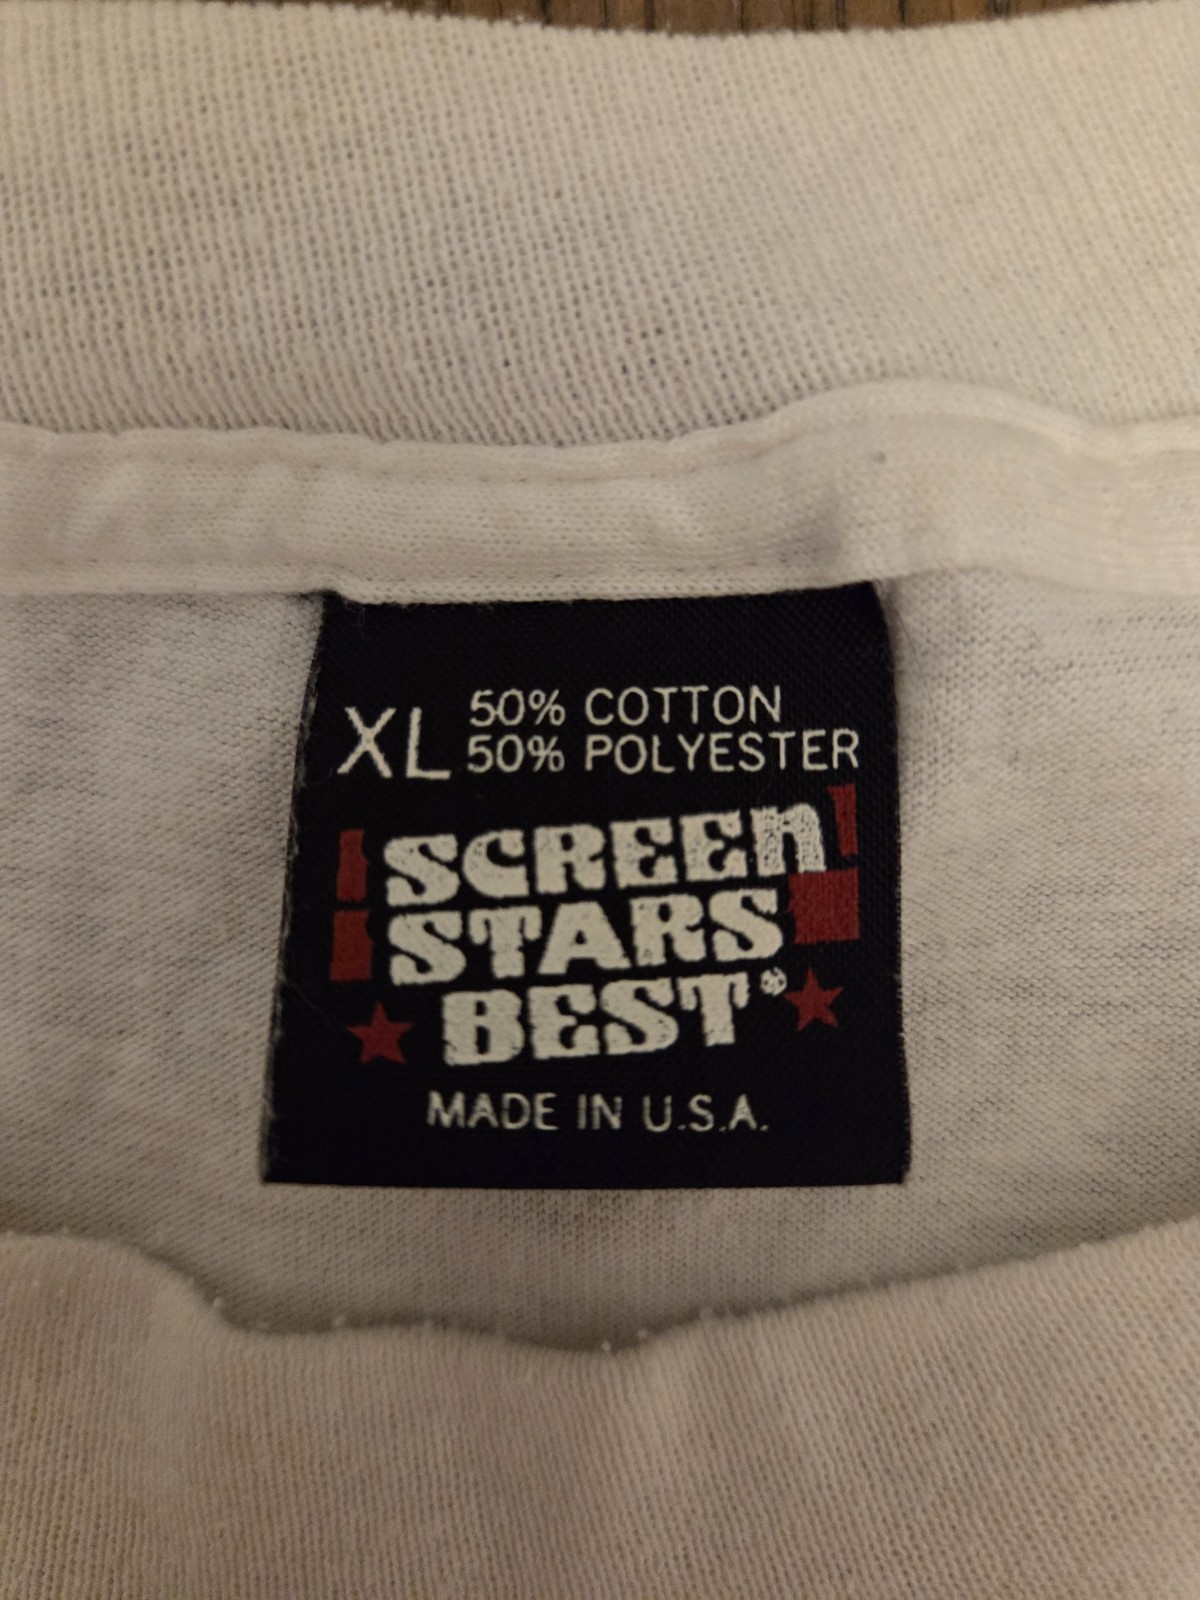 XL 50% COTTON
50% POLYESTER
SCREEN
STARS
BEST®
MADE IN U.S.A.